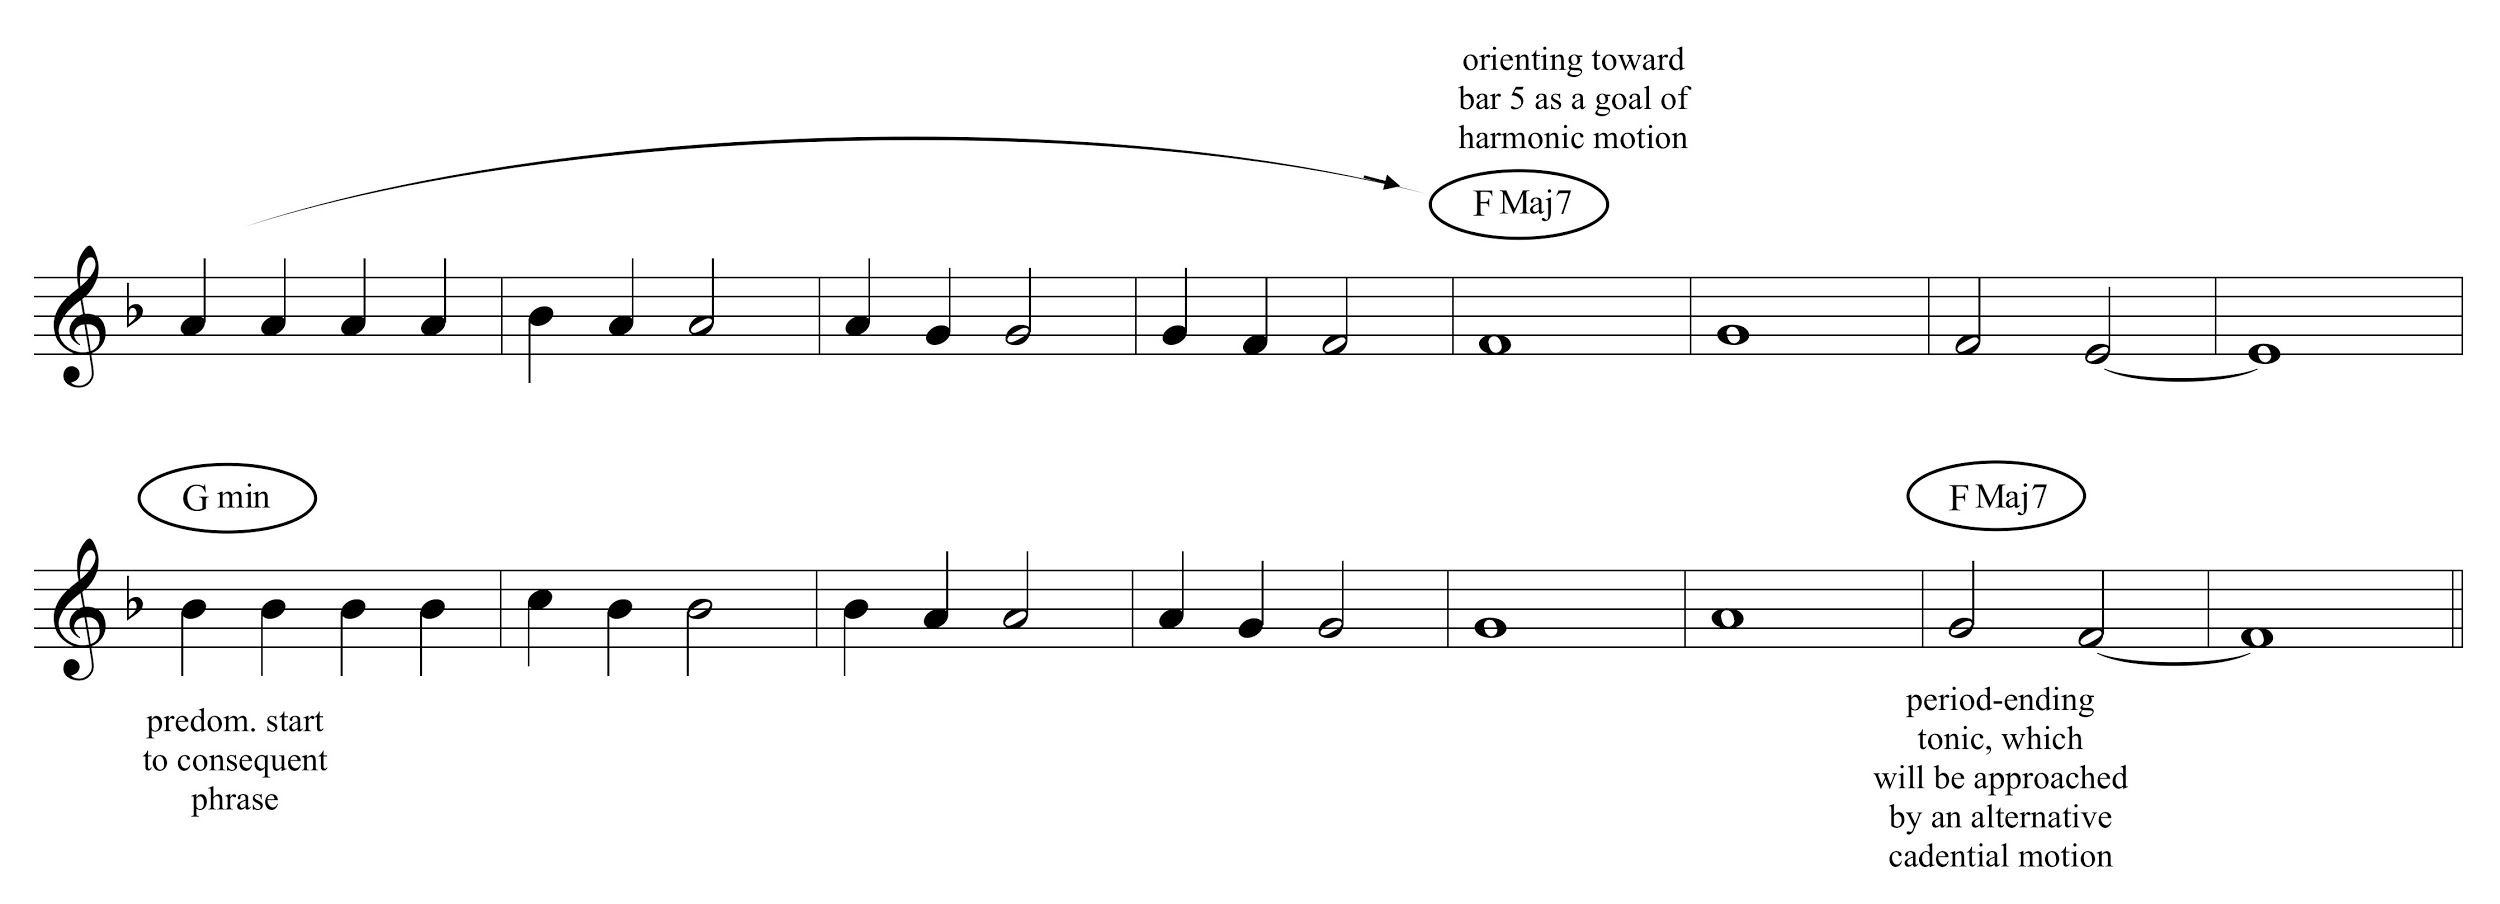 orienting toward
bar 5 as a goal of
harmonic motion
F Maj7
G min
F Maj7
predom. start
to consequent
phrase
period-ending
tonic, which
will be approached
by an alternative
cadential motion